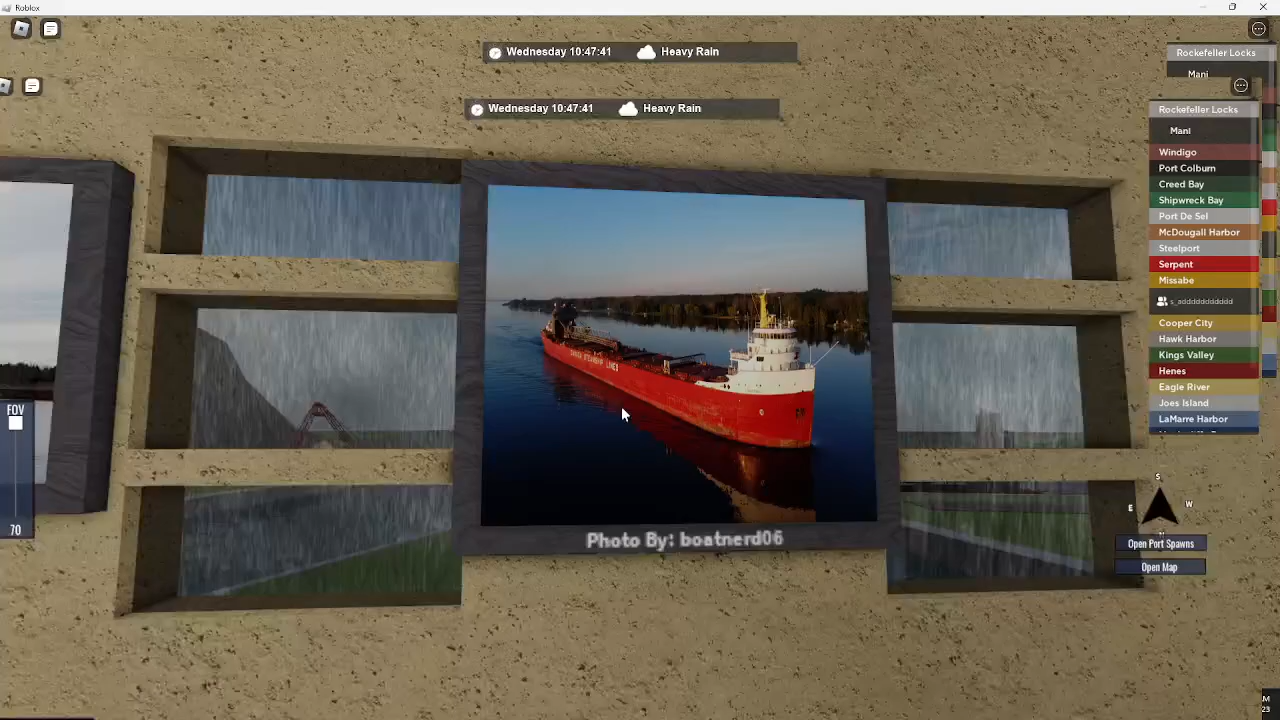 Roblox
Wednesday 10:47:41 Heavy Rain
Rockefeller Locks
Mani
Wednesday 10:47:41 Heavy Rain
Rockefeller Locks
Mani
Windigo
Port Colburn
Creed Bay
Shipwreck Bay
Port De Sel
McDougall Harbor
Steelport
Serpent
Missabe
Cooper City
Hawk Harbor
Kings Valley
Henes
Eagle River
Joes Island
LaMarre Harbor
FOV
70
S
E W
Open Port Spawns
Open Map
Photo By: boatnerd06
M
23